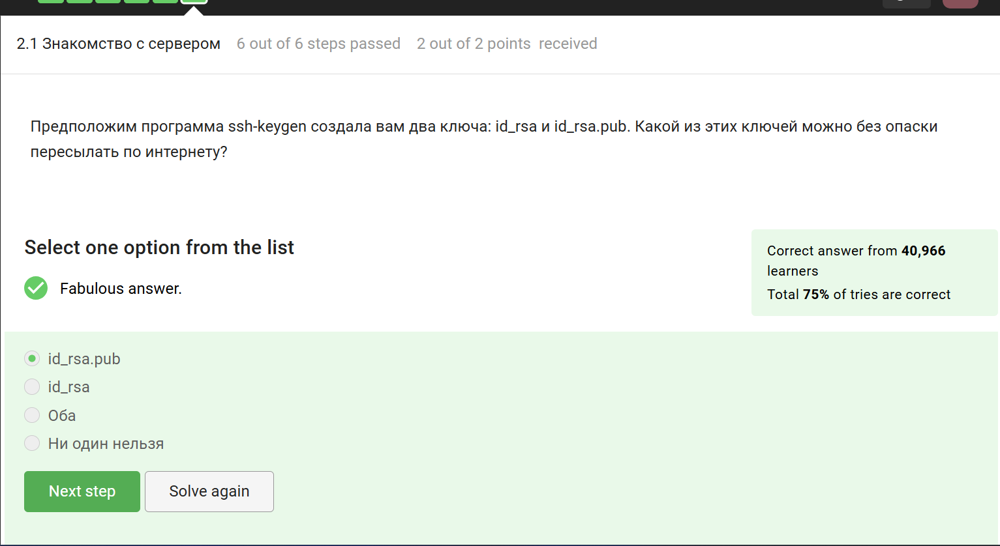 2.1 Знакомство с сервером 6 out of 6 steps passed 2 out of 2 points received
Предположим программа ssh-keygen создала вам два ключа: id_rsa и id_rsa.pub. Какой из этих ключей можно без опаски
пересылать по интернету?
Select one option from the list
Fabulous answer.
Correct answer from 40,966
learners
Total 75% of tries are correct
id_rsa.pub
id_rsa
Оба
Ни один нельзя
Next step
Solve again